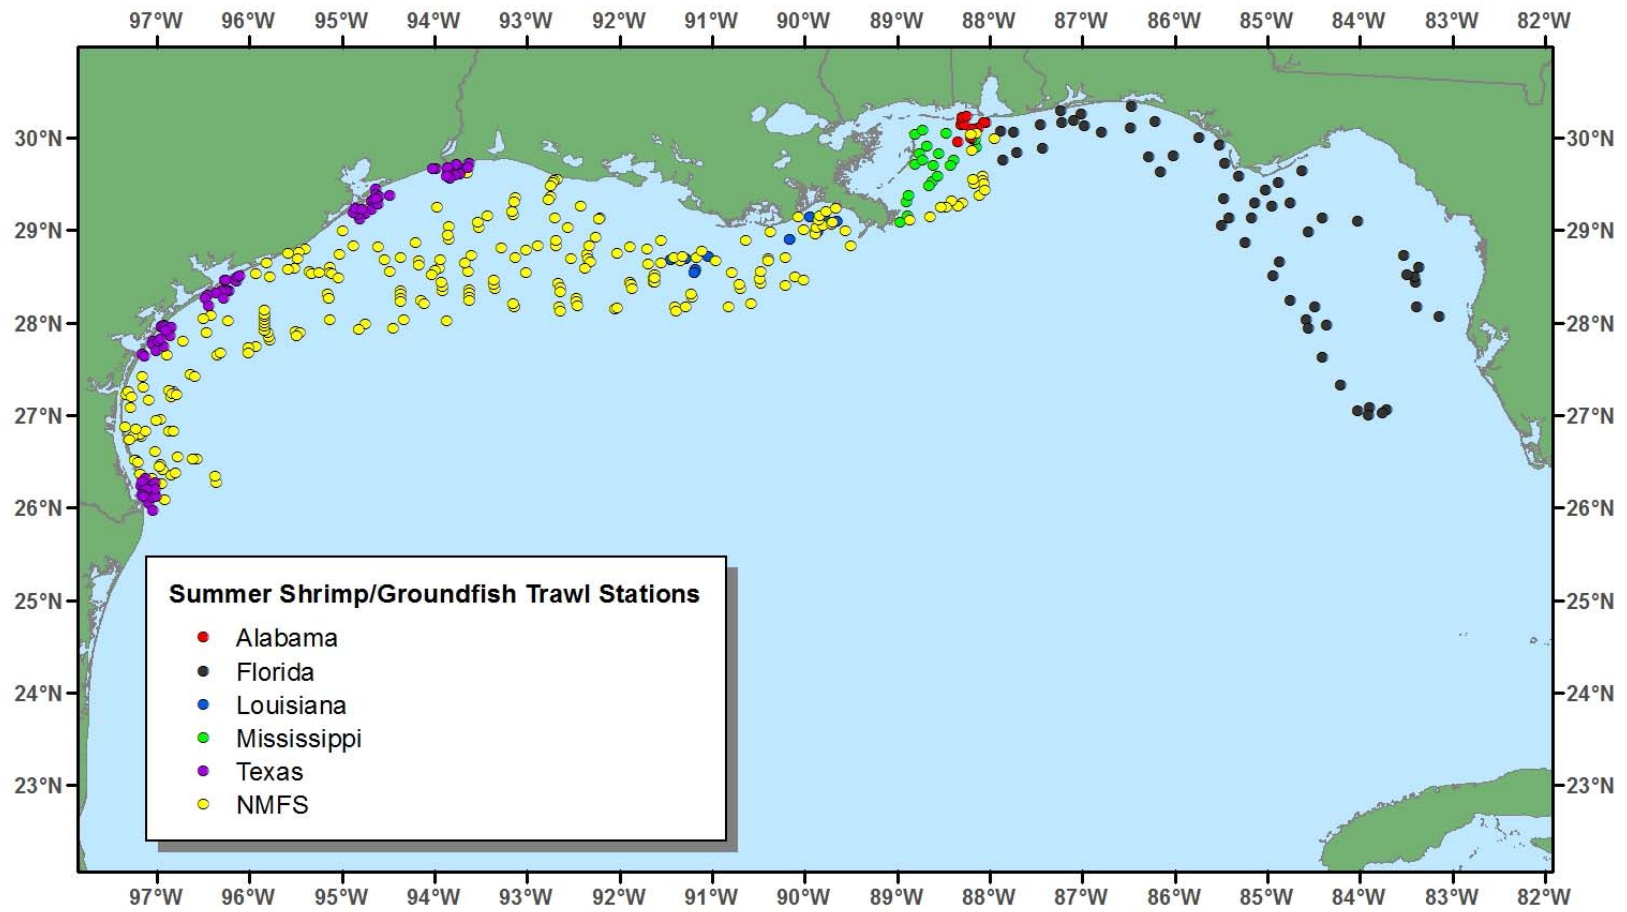 97°W 96°W 95°W 94°W 93°W 92°W 91°W 90°W 89°W 88°W 87°W 86°W 85°W 84°W 83°W 82°W
30°N 30°N
29°N 29°N
28°N 28°N
27°N 27°N
26°N 26°N
25°N 25°N
24°N 24°N
23°N 23°N
Summer Shrimp/Groundfish Trawl Stations
Alabama
Florida
Louisiana
Mississippi
Texas
NMFS
97°W 96°W 95°W 94°W 93°W 92°W 91°W 90°W 89°W 88°W 87°W 86°W 85°W 84°W 83°W 82°W